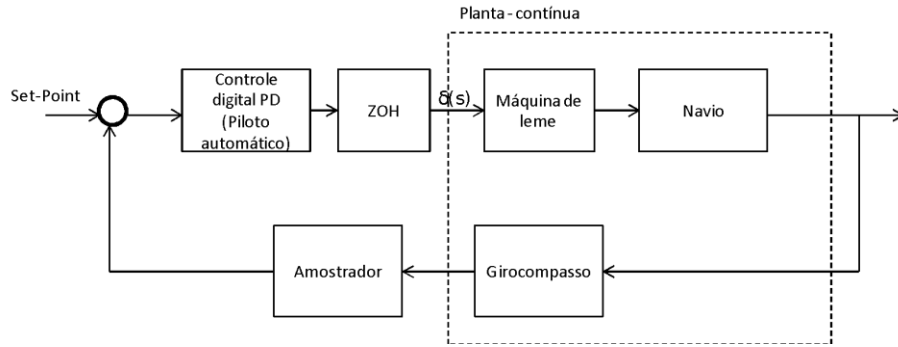 Planta-contínua
Set-Point
Controle
digital PD
(Piloto
automático)
ZOH
δ(s)
Máquina de
leme
Navio
Amostrador
Girocompasso